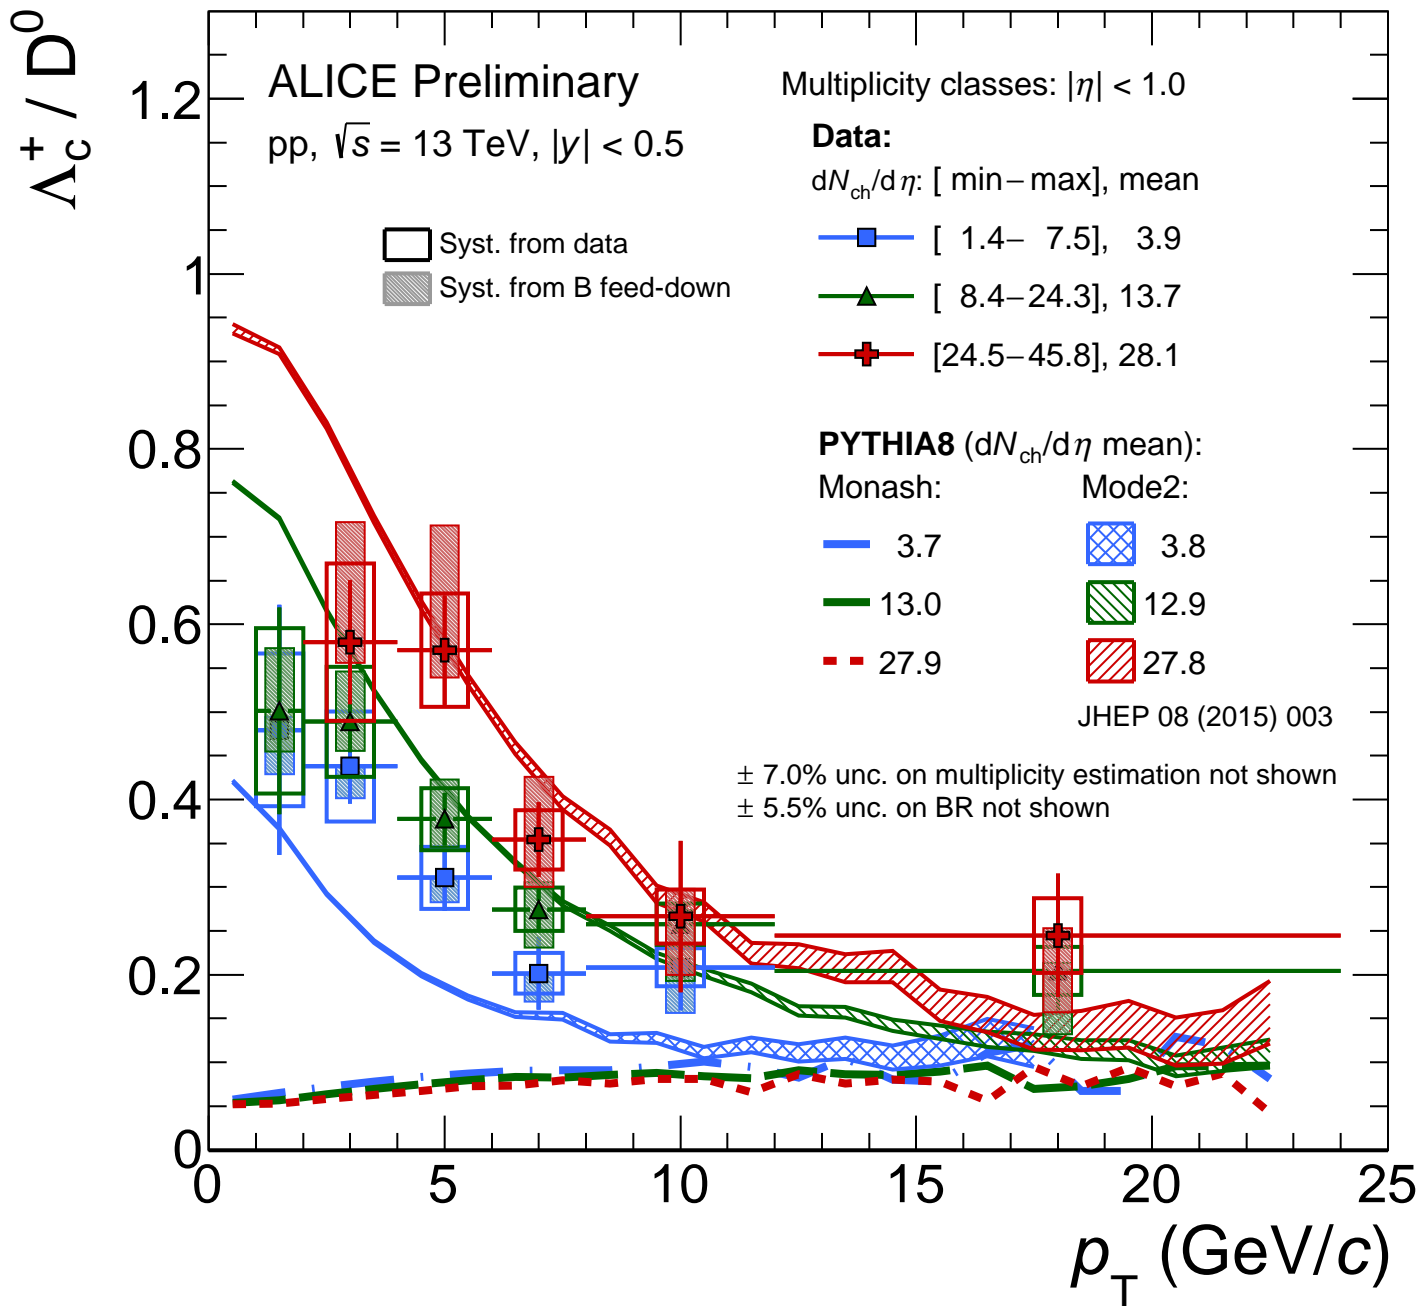 Λc+ / D0
ALICE Preliminary
pp, √s = 13 TeV, |y| < 0.5
Syst. from data
Syst. from B feed-down
Multiplicity classes: |η| < 1.0
Data:
dNch/dη: [ min−max], mean
[ 1.4− 7.5], 3.9
[ 8.4−24.3], 13.7
[24.5−45.8], 28.1
PYTHIA8 (dNch/dη mean):
Monash: Mode2:
3.7 3.8
13.0 12.9
27.9 27.8
JHEP 08 (2015) 003
± 7.0% unc. on multiplicity estimation not shown
± 5.5% unc. on BR not shown
1.2
1
0.8
0.6
0.4
0.2
0
0 5 10 15 20 25
pT (GeV/c)